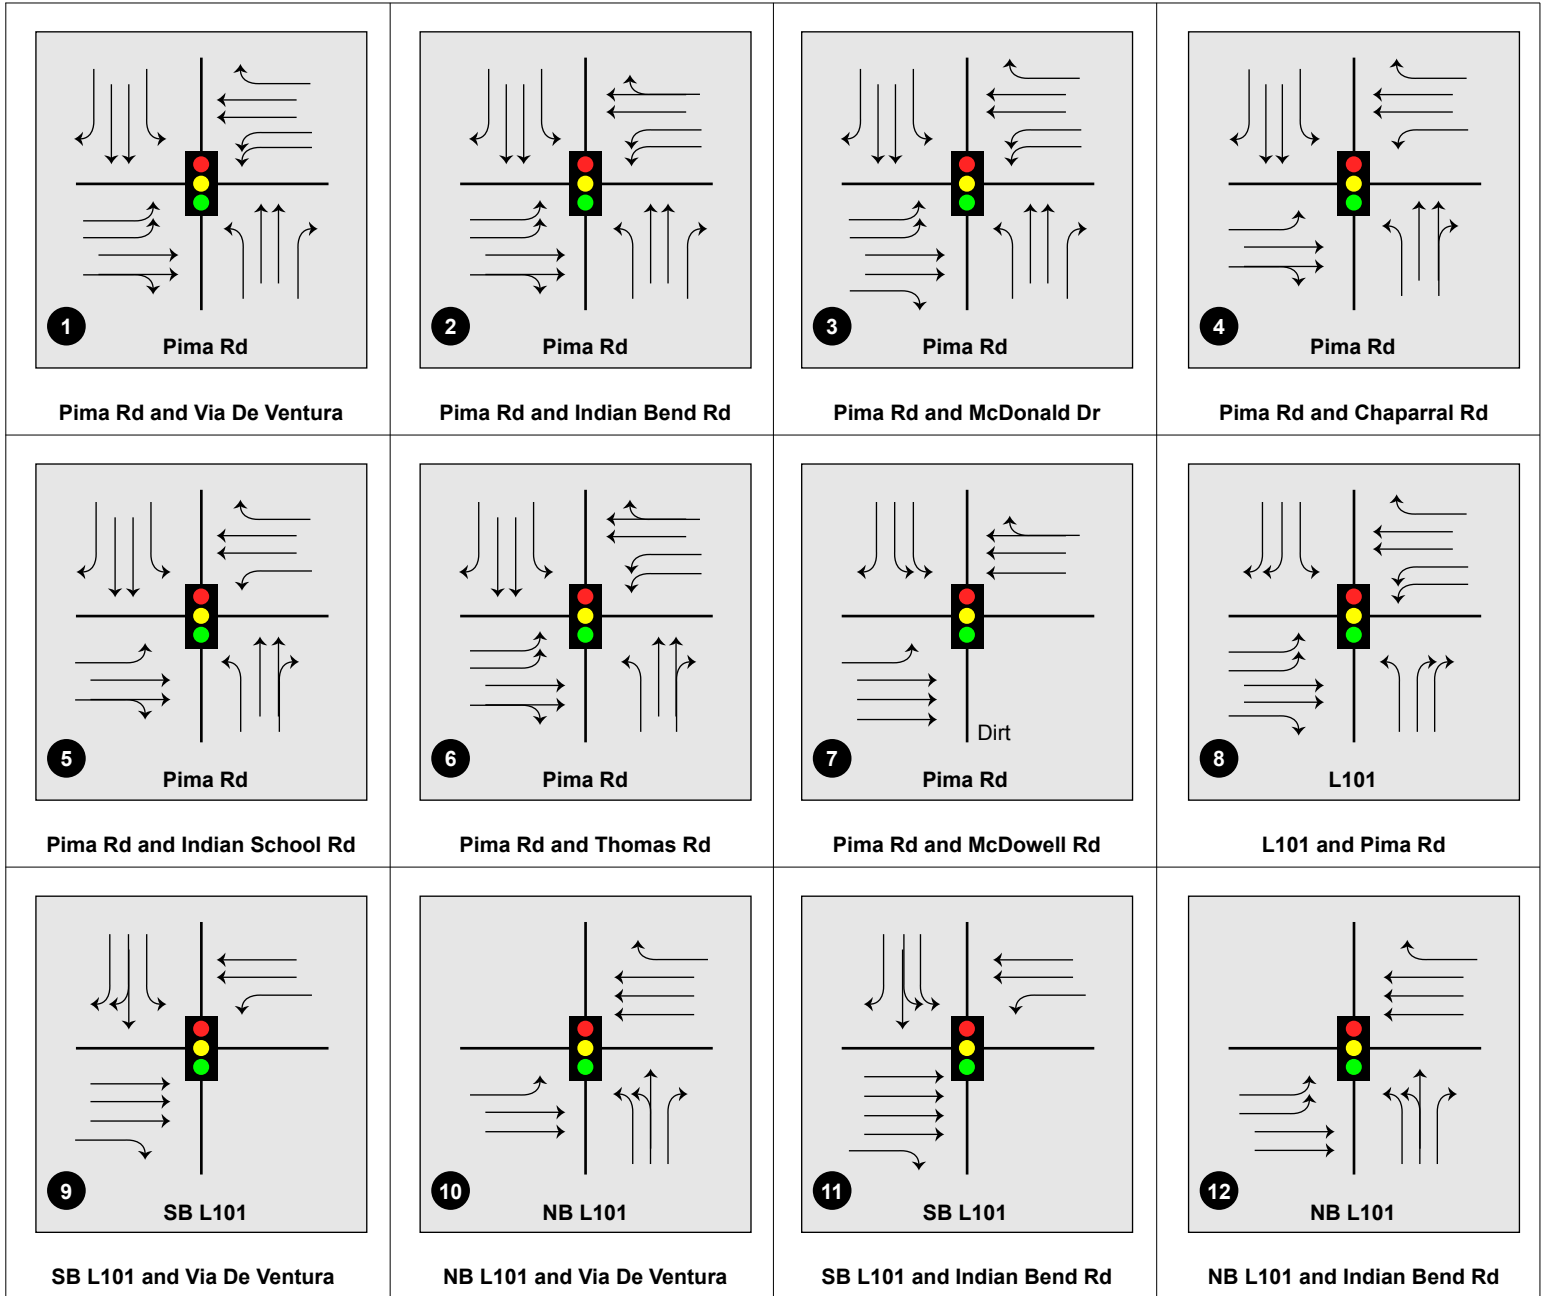 1
Pima Rd
Pima Rd and Via De Ventura
2
Pima Rd
Pima Rd and Indian Bend Rd
3
Pima Rd
Pima Rd and McDonald Dr
4
Pima Rd
Pima Rd and Chaparral Rd
5
Pima Rd
Pima Rd and Indian School Rd
6
Pima Rd
Pima Rd and Thomas Rd
Dirt
7
Pima Rd
Pima Rd and McDowell Rd
8
L101
L101 and Pima Rd
9
SB L101
SB L101 and Via De Ventura
10
NB L101
NB L101 and Via De Ventura
11
SB L101
SB L101 and Indian Bend Rd
12
NB L101
NB L101 and Indian Bend Rd